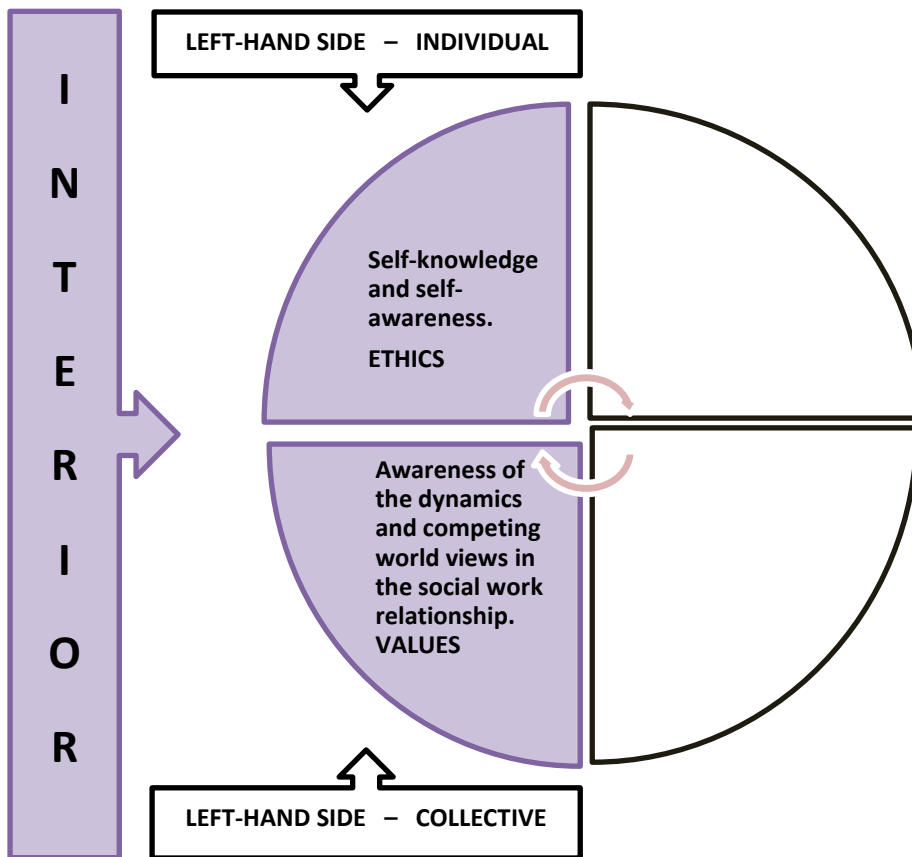 INTERIOR
LEFT-HAND SIDE – INDIVIDUAL
Self-knowledge
and self-
awareness.
ETHICS
Awareness of
the dynamics
and competing
world views in
the social work
relationship.
VALUES
LEFT-HAND SIDE – COLLECTIVE